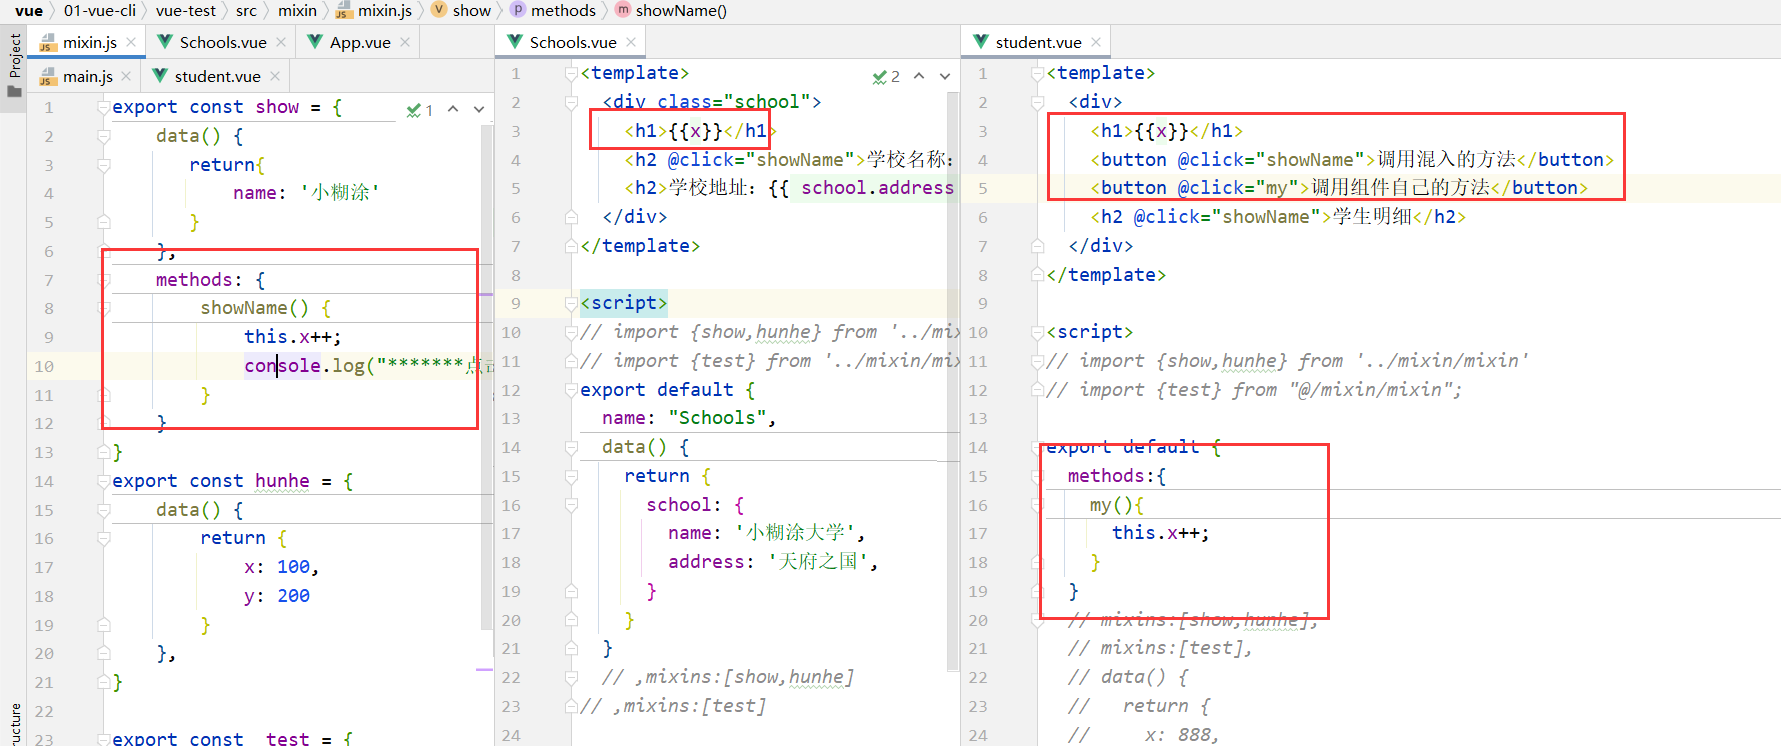 vue 01-vue-cli vue-test src mixin mixin.js show methods showName()
Project
mixin.js Schools.vue App.vue
main.js student.vue
1 export const show = { 1
2 data() {
3 return{
4 name: '小糊涂'
5 }
6 },
7 methods: {
8 showName() {
9 this.x++;
10 console.log("*******点
11 }
12 }
13 }
14 export const hunhe = {
15 data() {
16 return {
17 x: 100,
18 y: 200
19 }
20 },
21 }
22
23 export const test = {
ructure
Schools.vue
1 <template> 2
2 <div class="school">
3 <h1>{{x}}</h1>
4 <h2 @click="showName">学校名称:
5 <h2>学校地址: {{ school.address
6 </div>
7 </template>
8
9 <script>
10 // import {show,hunhe} from '../mix
11 // import {test} from '../mixin/mix
12 export default {
13 name: "Schools",
14 data() {
15 return {
16 school: {
17 name: '小糊涂大学',
18 address: '天府之国',
19 }
20 }
21 }
22 // ,mixins:[show,hunhe]
23 // ,mixins:[test]
24
student.vue
1 <template>
2 <div>
3 <h1>{{x}}</h1>
4 <button @click="showName">调用混入的方法</button>
5 <button @click="my">调用组件自己的方法</button>
6 <h2 @click="showName">学生明细</h2>
7 </div>
8 </template>
9
10 <script>
11 // import {show,hunhe} from '../mixin/mixin'
12 // import {test} from "@/mixin/mixin";
13
14 export default {
15 methods:{
16 my(){
17 this.x++;
18 }
19 }
20 // mixins:[show,hunhe],
21 // mixins:[test],
22 // data() {
23 // return {
24 // x: 888,